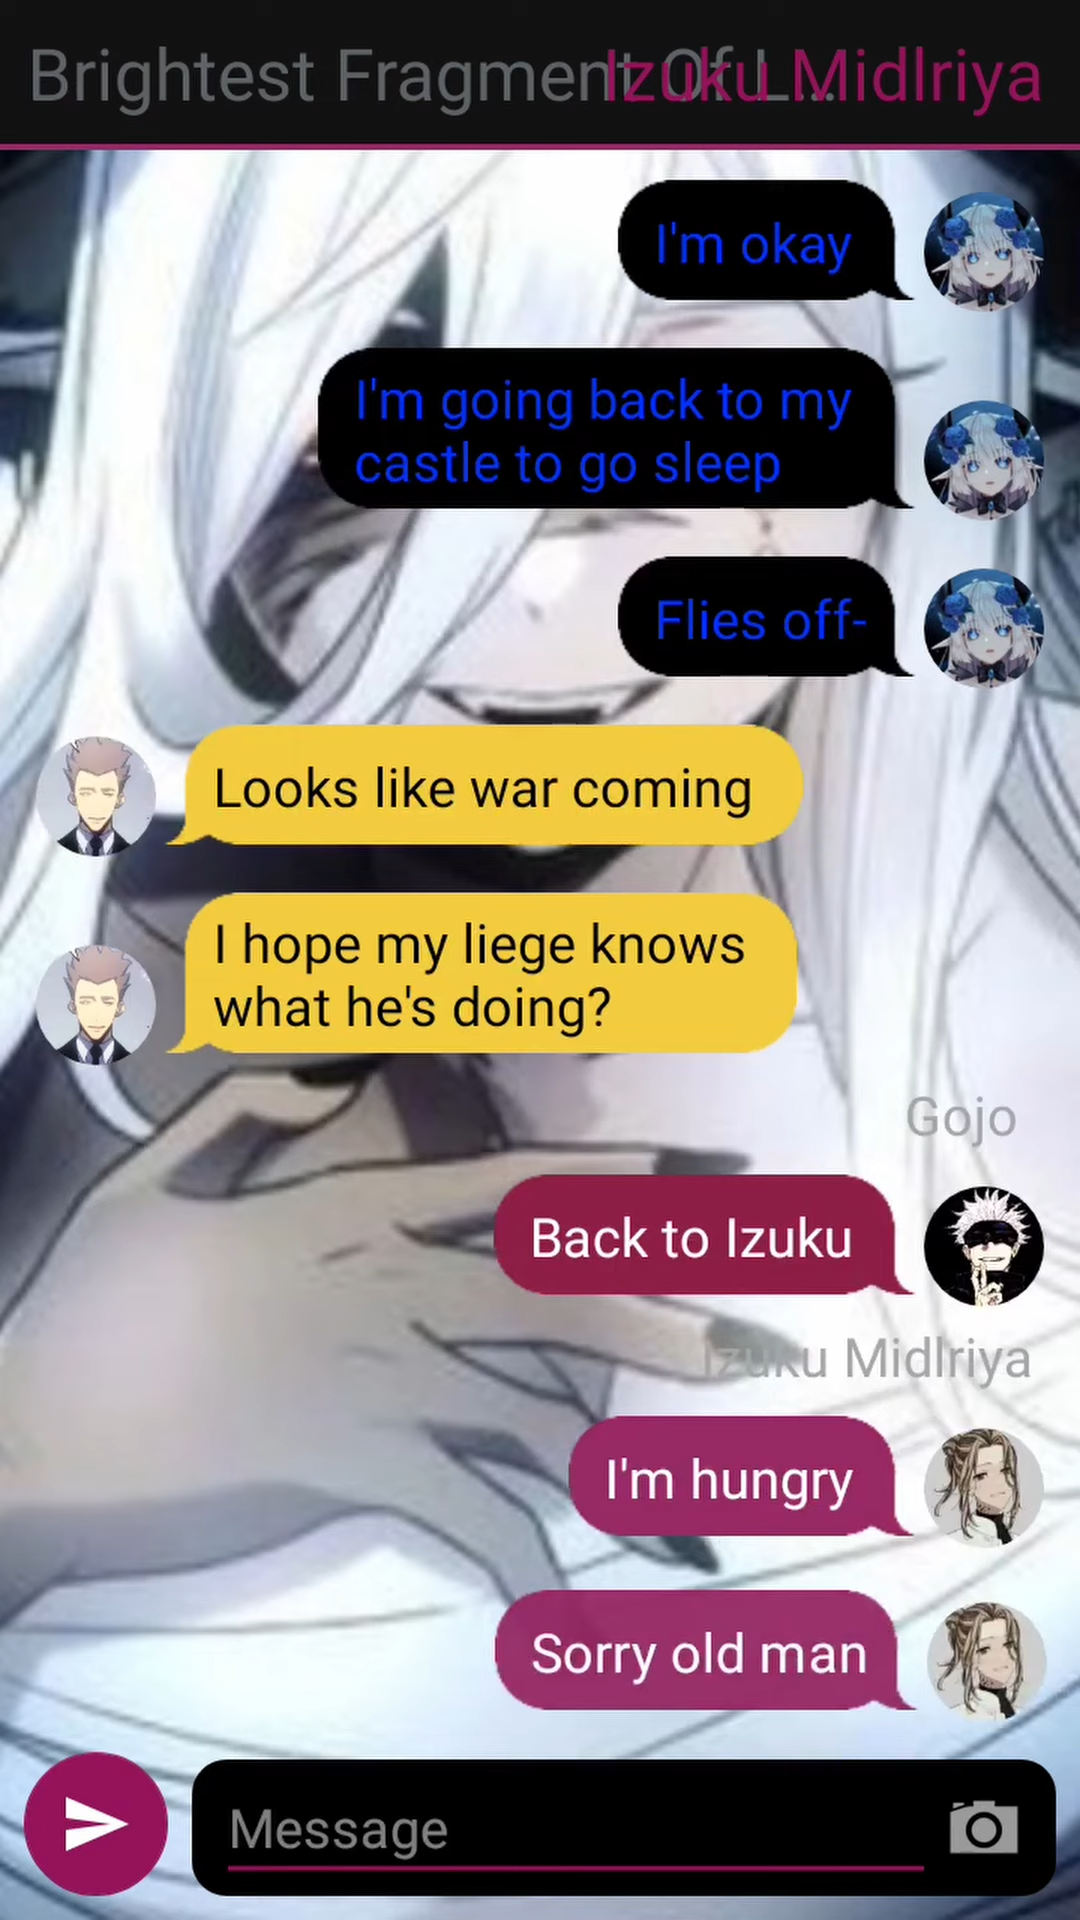 Brightest Fragment Of L...
Izuku Midlriya
I'm okay
I'm going back to my
castle to go sleep
Flies off-
Looks like war coming
I hope my liege knows
what he's doing?
Gojo
Back to Izuku
Izuku Midlriya
I'm hungry
Sorry old man
Message